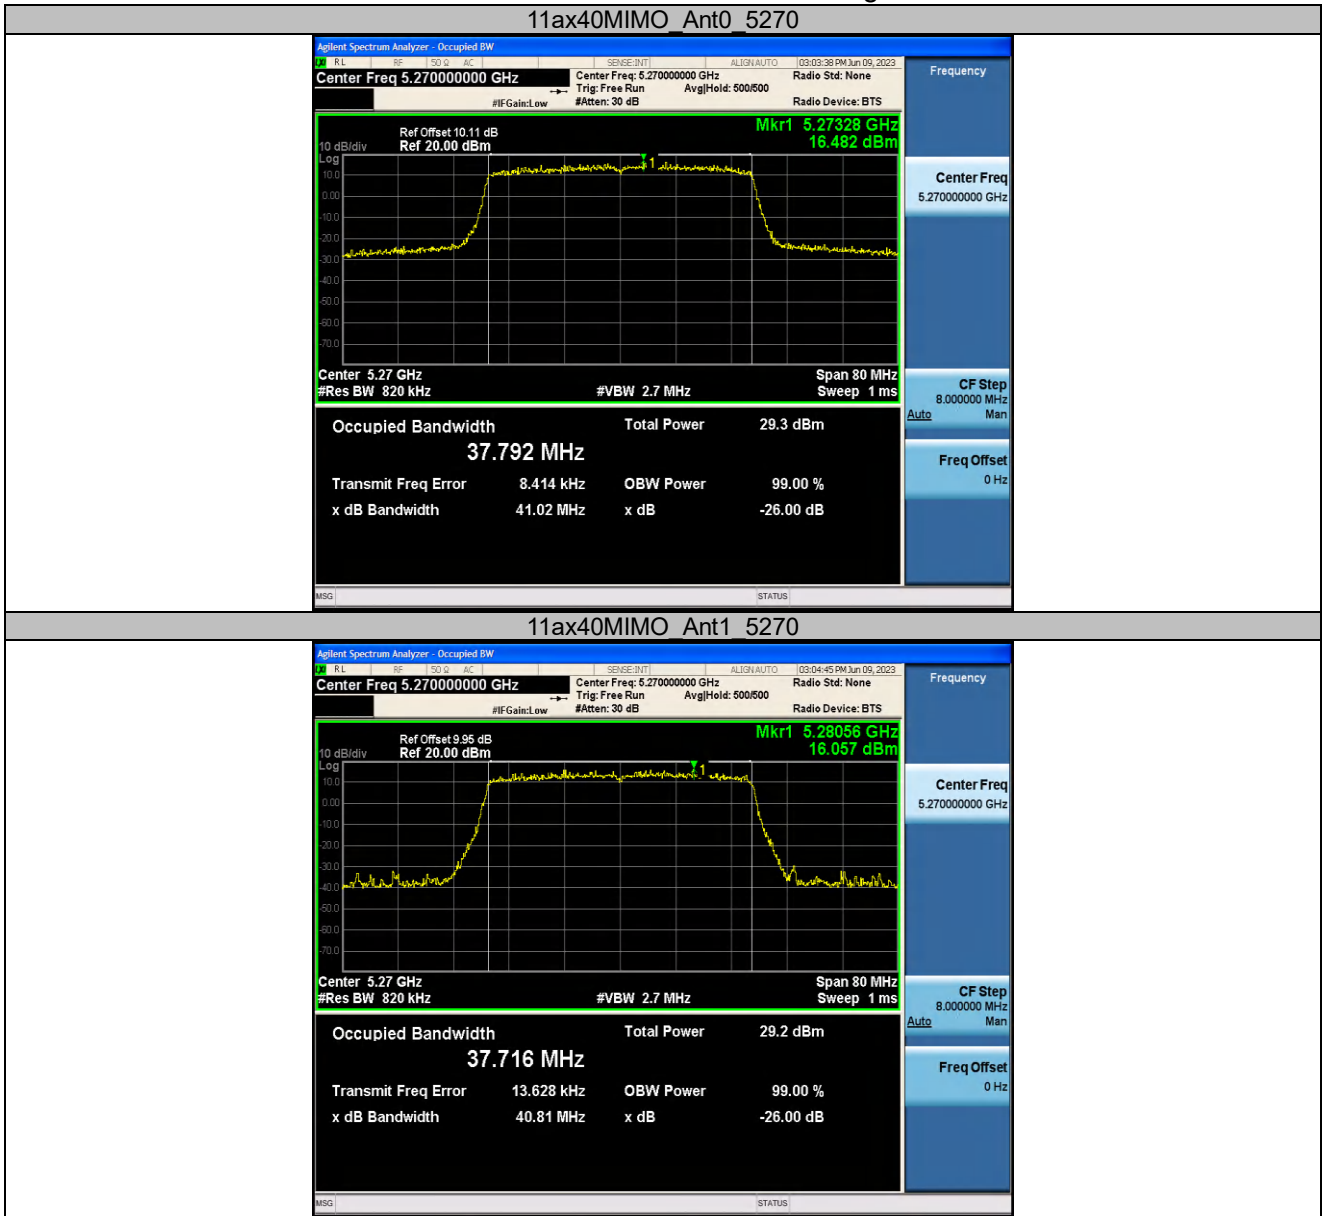 11ax40MIMO_Ant0_5270
Agilent Spectrum Analyzer - Occupied BW
RL RF 50 Ω AC SENSE:INT ALIGNAUTO 03:03:38 PM Jun 09, 2023
Center Freq 5.270000000 GHz Center Freq: 5.270000000 GHz Radio Std: None Frequency
Trig: Free Run Avg|Hold: 500/500
#IFGain:Low #Atten: 30 dB Radio Device: BTS
Mkr1 5.27328 GHz
16.482 dBm
Ref Offset 10.11 dB
10 dB/div Ref 20.00 dBm
Log
1
10.0
0.00
-10.0
-20.0
-30.0
-40.0
-50.0
-60.0
-70.0
Center Freq
5.270000000 GHz
Center 5.27 GHz Span 80 MHz
#Res BW 820 kHz #VBW 2.7 MHz Sweep 1 ms
CF Step
8.000000 MHz
Auto Man
Occupied Bandwidth Total Power 29.3 dBm
37.792 MHz
Freq Offset
0 Hz
Transmit Freq Error 8.414 kHz OBW Power 99.00 %
x dB Bandwidth 41.02 MHz x dB -26.00 dB
MSG STATUS
11ax40MIMO_Ant1_5270
Agilent Spectrum Analyzer - Occupied BW
RL RF 50 Ω AC SENSE:INT ALIGNAUTO 03:04:45 PM Jun 09, 2023
Center Freq 5.270000000 GHz Center Freq: 5.270000000 GHz Radio Std: None Frequency
Trig: Free Run Avg|Hold: 500/500
#IFGain:Low #Atten: 30 dB Radio Device: BTS
Mkr1 5.28056 GHz
16.057 dBm
Ref Offset 9.95 dB
10 dB/div Ref 20.00 dBm
Log
1
10.0
0.00
-10.0
-20.0
-30.0
-40.0
-50.0
-60.0
-70.0
Center Freq
5.270000000 GHz
Center 5.27 GHz Span 80 MHz
#Res BW 820 kHz #VBW 2.7 MHz Sweep 1 ms
CF Step
8.000000 MHz
Auto Man
Occupied Bandwidth Total Power 29.2 dBm
37.716 MHz
Freq Offset
0 Hz
Transmit Freq Error 13.628 kHz OBW Power 99.00 %
x dB Bandwidth 40.81 MHz x dB -26.00 dB
MSG STATUS